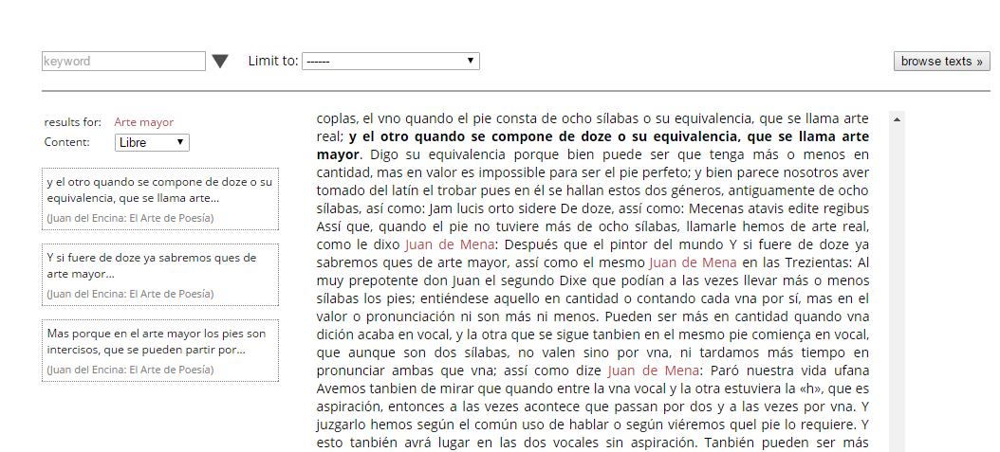 keyword
Limit to: ------
browse texts »
results for: Arte mayor
Content: Libre
y el otro quando se compone de doze o su
equivalencia, que se llama arte...
(Juan del Encina: El Arte de Poesía)
Y si fuere de doze ya sabremos ques de
arte mayor...
(Juan del Encina: El Arte de Poesía)
Mas porque en el arte mayor los pies son
intercisos, que se pueden partir por...
(Juan del Encina: El Arte de Poesía)
coplas, el vno quando el pie consta de ocho sílabas o su equivalencia, que se llama arte
real; y el otro quando se compone de doze o su equivalencia, que se llama arte
mayor. Digo su equivalencia porque bien puede ser que tenga más o menos en
cantidad, mas en valor es impossible para ser el pie perfeto; y bien parece nosotros aver
tomado del latín el trobar pues en él se hallan estos dos géneros, antiguamente de ocho
sílabas, así como: Jam lucis orto sidere De doze, assí como: Mecenas atavis edite regibus
Assí que, quando el pie no tuviere más de ocho sílabas, llamarle hemos de arte real,
como le dixo Juan de Mena: Después que el pintor del mundo Y si fuere de doze ya
sabremos ques de arte mayor, assí como el mesmo Juan de Mena en las Trezientas: Al
muy prepotente don Juan el segundo Dixe que podían a las vezes llevar más o menos
sílabas los pies; entiéndese aquello en cantidad o contando cada vna por sí, mas en el
valor o pronunciación ni son más ni menos. Pueden ser más en cantidad quando vna
dición acaba en vocal, y la otra que se sigue tanbien en el mesmo pie comiença en vocal,
que aunque son dos sílabas, no valen sino por vna, ni tardamos más tiempo en
pronunciar ambas que vna; assí como dize Juan de Mena: Paró nuestra vida ufana
Avemos tanbien de mirar que quando entre la vna vocal y la otra estuviera la «h», que es
aspiración, entonces a las vezes acontece que passan por dos y a las vezes por vna. Y
juzgarlo hemos según el común uso de hablar o según viéremos quel pie lo requiere. Y
esto también avrá lugar en las dos vocales sin aspiración. También pueden ser más